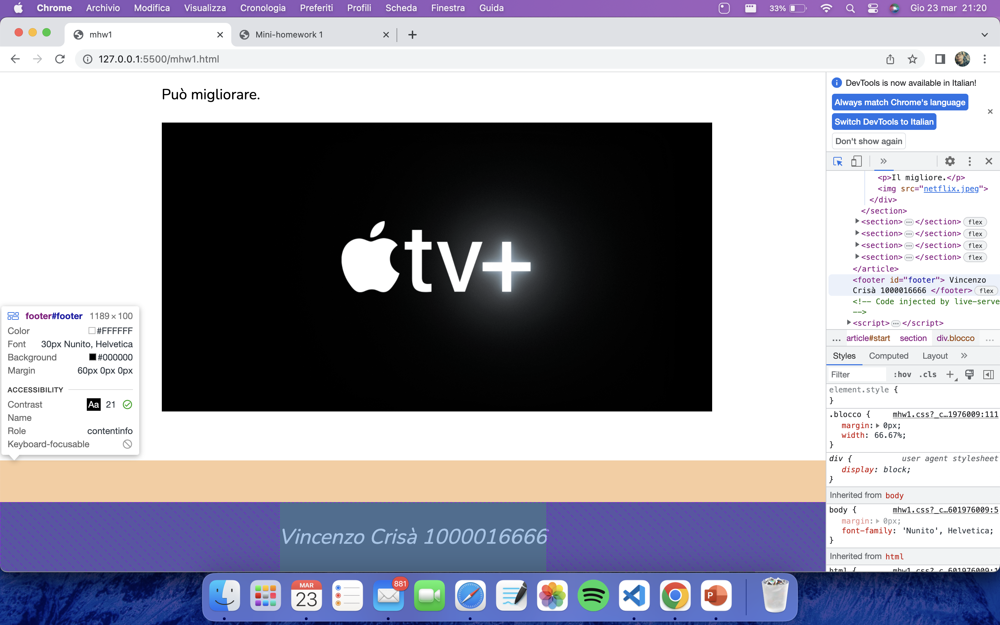 Chrome Archivio Modifica Visualizza Cronologia Preferiti Profili Scheda Finestra Guida 33% Gio 23 mar 21:20
mhw1 Mini-homework 1
127.0.0.1:5500/mhw1.html
Può migliorare.
tv+
footer#footer 1189 × 100
Color #FFFFFF
Font 30px Nunito, Helvetica
Background #000000
Margin 60px 0px 0px
ACCESSIBILITY
Contrast Aa 21
Name
Role contentinfo
Keyboard-focusable
Vincenzo Crisà 1000016666
DevTools is now available in Italian!
Always match Chrome's language
Switch DevTools to Italian
Don't show again
<p>Il migliore.</p>
<img src="netflix.jpeg">
</div>
</section>
<section>…</section> flex
<section>…</section> flex
<section>…</section> flex
<section>…</section> flex
</article>
<footer id="footer"> Vincenzo
Crisà 1000016666 </footer> flex
<!-- Code injected by live-serve
-->
<script>…</script>
… article#start section div.blocco …
Styles Computed Layout
Filter :hov .cls
element.style {
}
.blocco { mhw1.css?_c…1976009:111
margin: 0px;
width: 66.67%;
}
div { user agent stylesheet
display: block;
}
Inherited from body
body { mhw1.css?_c…601976009:5
margin: 0px;
font-family: 'Nunito', Helvetica;
}
Inherited from html
html { mhw1.css?_c…601976009:1
881
MAR
23
P